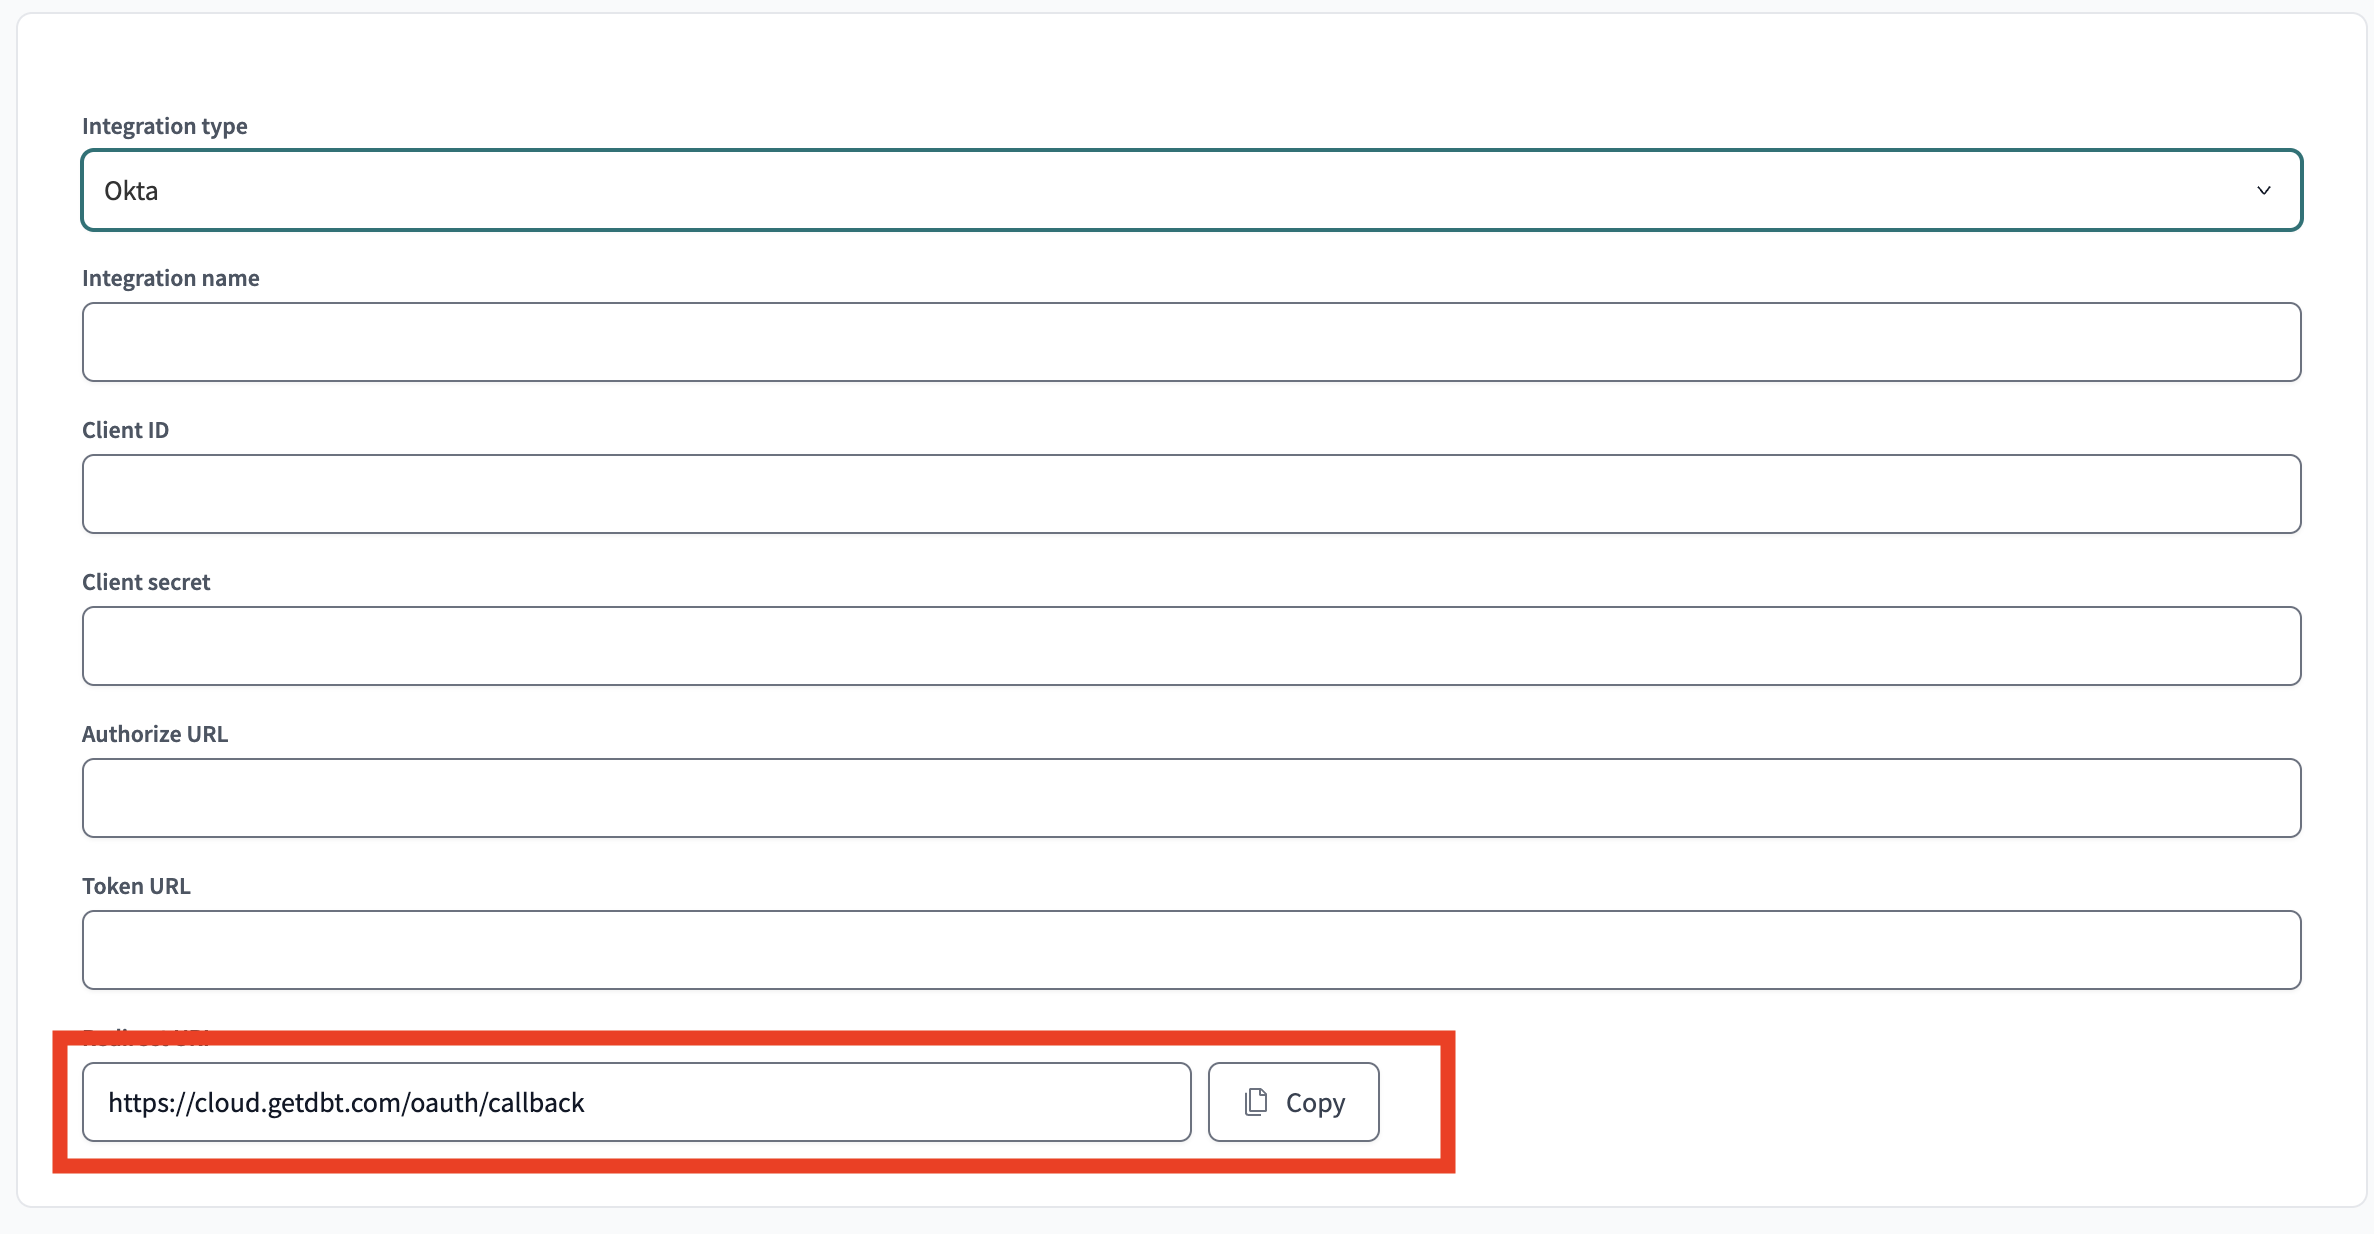 Integration type
Okta
Integration name
Client ID
Client secret
Authorize URL
Token URL
https://cloud.getdbt.com/oauth/callback
Copy